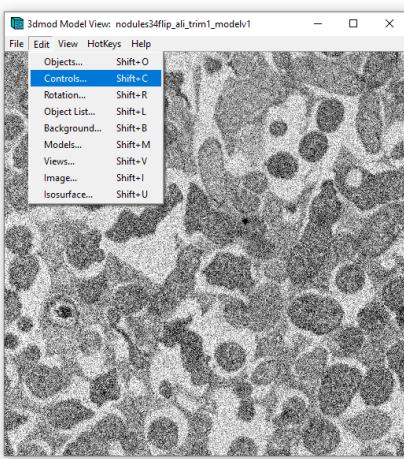 3dmod Model View: nodules34flip_ali_trim1_modelv1
File Edit View HotKeys Help
Objects... Shift+O
Controls... Shift+C
Rotation... Shift+R
Object List... Shift+L
Background... Shift+B
Models... Shift+M
Views... Shift+V
Image... Shift+I
Isosurface... Shift+U